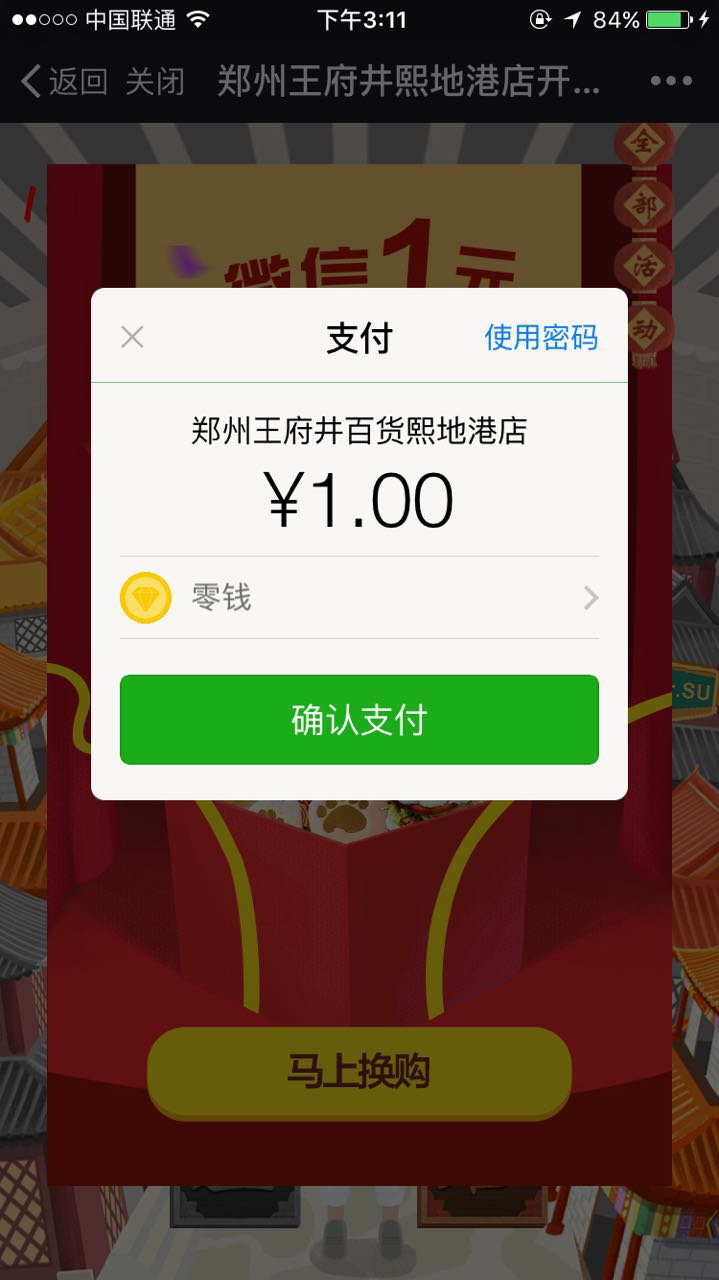 中国联通
下午3:11
84%
返回
关闭
郑州王府井熙地港店开...
全部活动
微信1元
支付
使用密码
郑州王府井百货熙地港店
¥1.00
零钱
确认支付
.SU
马上换购